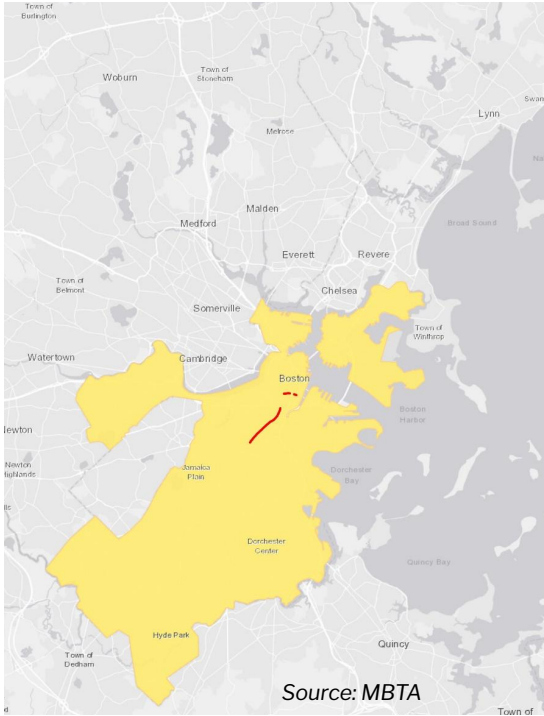 Town of
Burlington
Woburn
Town of
Stoneham
Lynn
Melrose
Malden
Medford
Broad Sound
Everett
Revere
Town of
Belmont
Chelsea
Somerville
Town of
Winthrop
Watertown
Cambridge
Boston
Boston
Harbor
Newton
Newton
Highlands
Jamaica
Plain
Dorchester
Bay
Dorchester
Center
Quincy Bay
Hyde Park
Quincy
Town of
Dedham
Source: MBTA
Town of